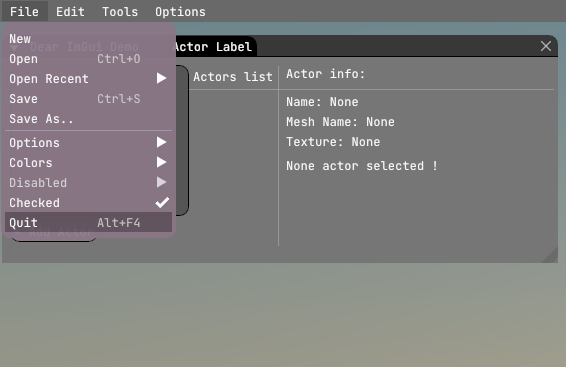 File Edit Tools Options
Dear ImGui Demo Actor Label
New
Open Ctrl+O
Open Recent
Save Ctrl+S
Save As..
Options
Colors
Disabled
Checked
Quit Alt+F4
Add Actor
Actors list
Actor info:
Name: None
Mesh Name: None
Texture: None
None actor selected !